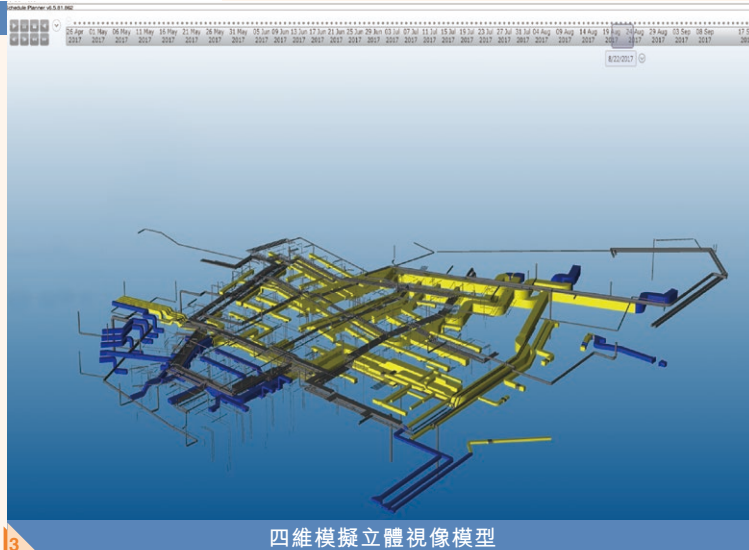 chedule Planner v6.5.61.862
26 Apr 01 May 06 May 11 May 16 May 21 May 26 May 31 May 05 Jun 09 Jun 13 Jun 17 Jun 21 Jun 25 Jun 29 Jun 03 Jul 07 Jul 11 Jul 15 Jul 19 Jul 23 Jul 27 Jul 31 Jul 04 Aug 09 Aug 14 Aug 19 Aug 24 Aug 29 Aug 03 Sep 08 Sep 17 S
2017 2017 2017 2017 2017 2017 2017 2017 2017 2017 2017 2017 2017 2017 2017 2017 2017 2017 2017 2017 2017 2017 2017 2017 2017 2017 2017 2017 2017 2017 2017 201
8/22/2017
3
四維模擬立體視像模型